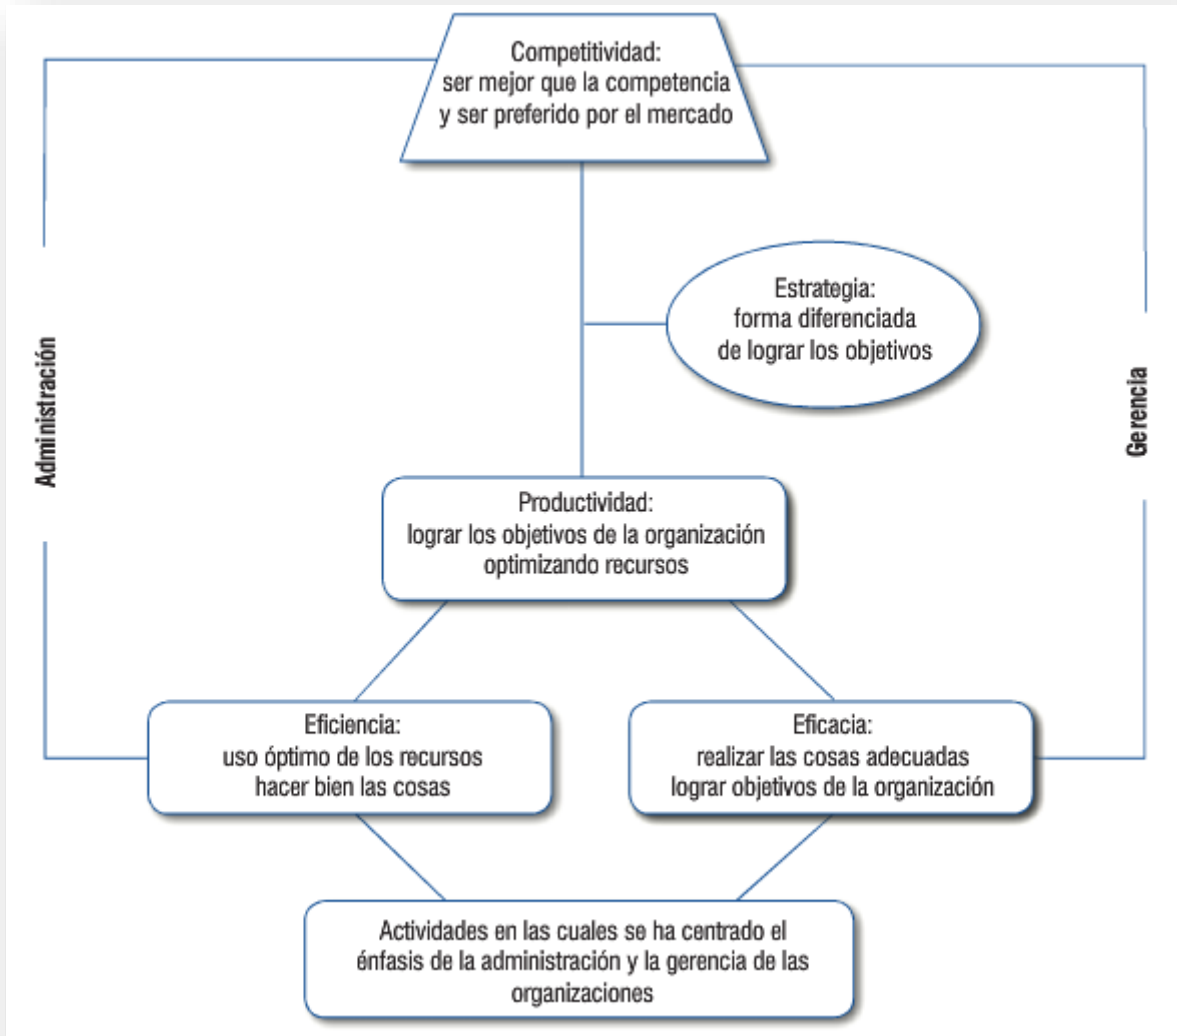 Competitividad:
ser mejor que la competencia
y ser preferido por el mercado
Estrategia:
forma diferenciada
de lograr los objetivos
Administración
Gerencia
Productividad:
lograr los objetivos de la organización
optimizando recursos
Eficiencia:
uso óptimo de los recursos
hacer bien las cosas
Eficacia:
realizar las cosas adecuadas
lograr objetivos de la organización
Actividades en las cuales se ha centrado el
énfasis de la administración y la gerencia de las
organizaciones